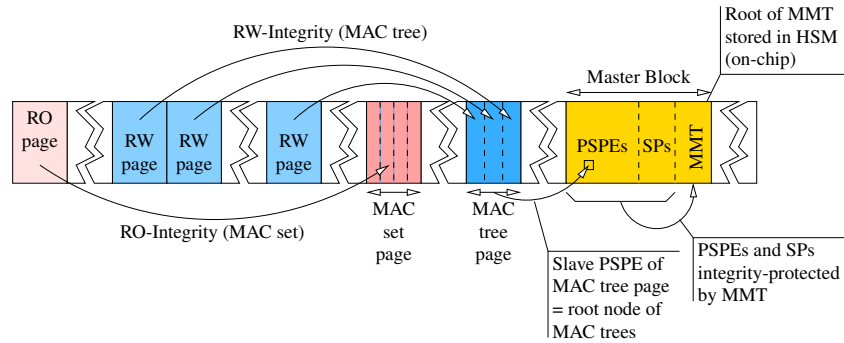 RW-Integrity (MAC tree)
Root of MMT
stored in HSM
(on-chip)
Master Block
RO
page
RW
page
RW
page
RW
page
PSPEs
SPs
MMT
RO-Integrity (MAC set)
MAC
set
page
MAC
tree
page
Slave PSPE of
MAC tree page
= root node of
MAC trees
PSPEs and SPs
integrity-protected
by MMT